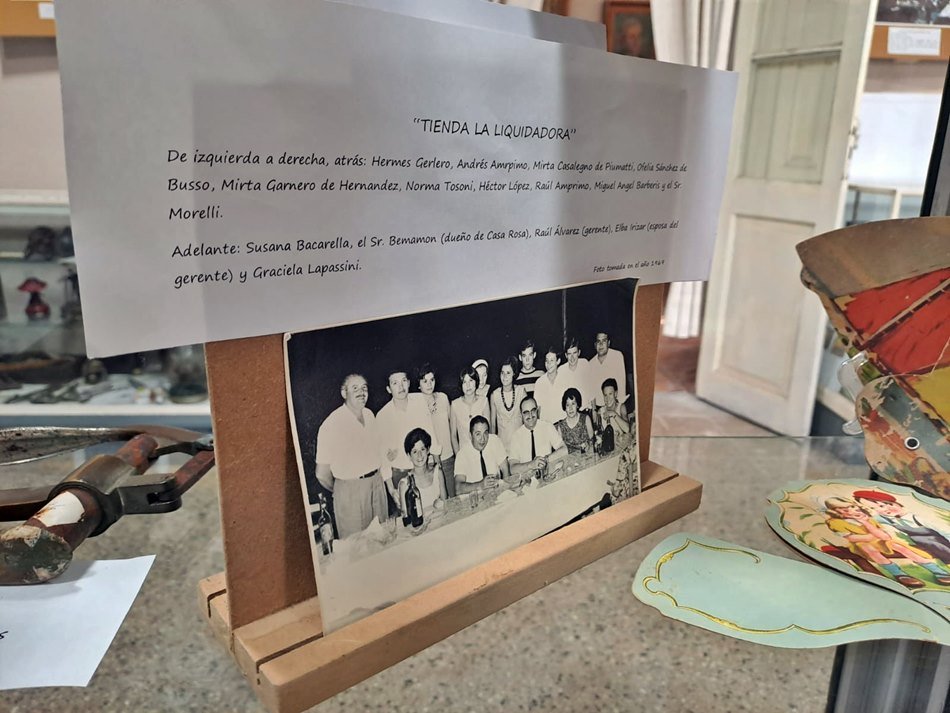 “TIENDA LA LIQUIDADORA”
De izquierda a derecha, atrás: Hermes Gerlero, Andrés Amrpimo, Mirta Casalegno de Piumatti, Ofelia Sánchez de
Busso, Mirta Garnero de Hernandez, Norma Tosoni, Héctor López, Raúl Amprimo, Miguel Angel Barberis y el Sr.
Morelli.
Adelante: Susana Bacarella, el Sr. Bemamon (dueño de Casa Rosa), Raúl Álvarez (gerente), Elba Irizar (esposa del
gerente) y Graciela Lapassini.
Foto tomada en el año 1969